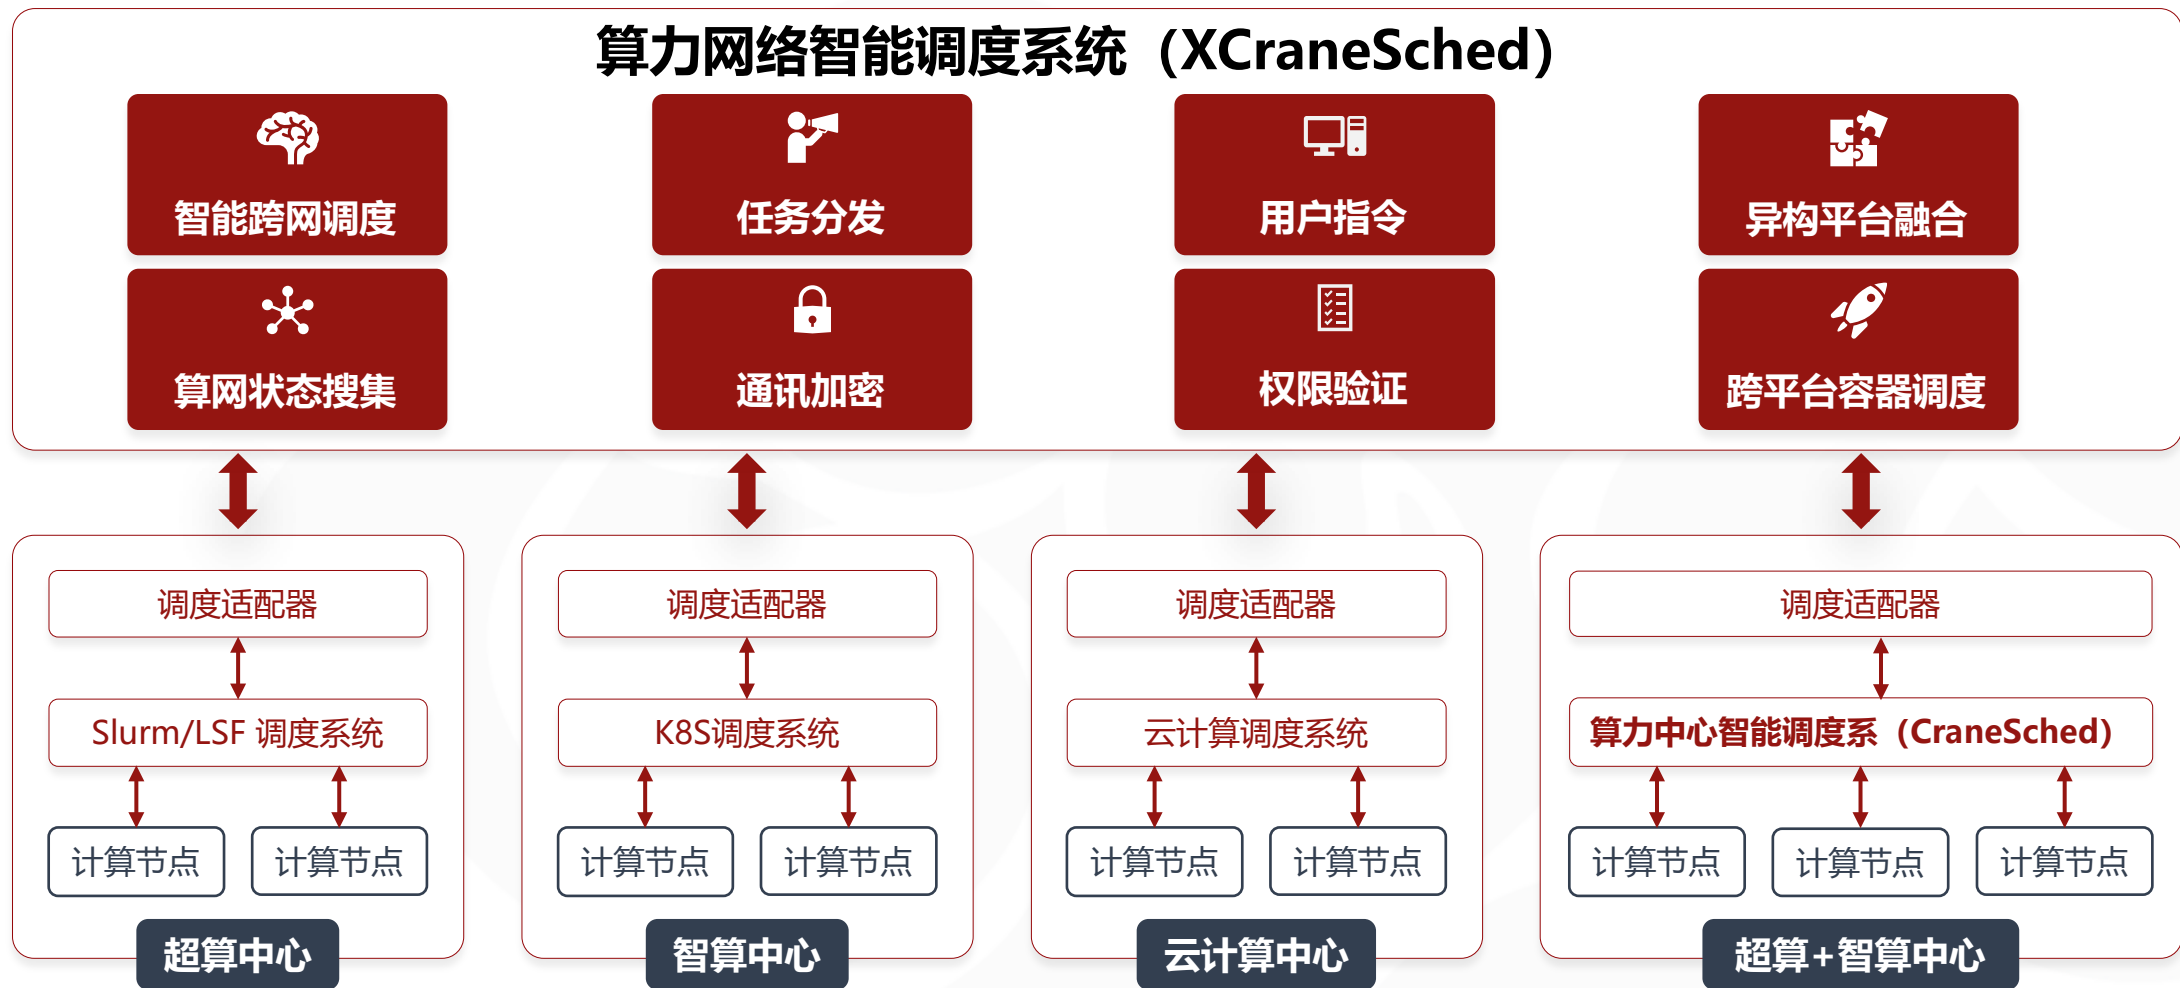 算力网络智能调度系统（XCraneSched）
智能跨网调度
任务分发
用户指令
异构平台融合
算网状态搜集
通讯加密
权限验证
跨平台容器调度
调度适配器
调度适配器
调度适配器
调度适配器
Slurm/LSF 调度系统
K8S调度系统
云计算调度系统
算力中心智能调度系（CraneSched）
计算节点
计算节点
计算节点
计算节点
计算节点
计算节点
计算节点
计算节点
计算节点
超算中心
智算中心
云计算中心
超算+智算中心